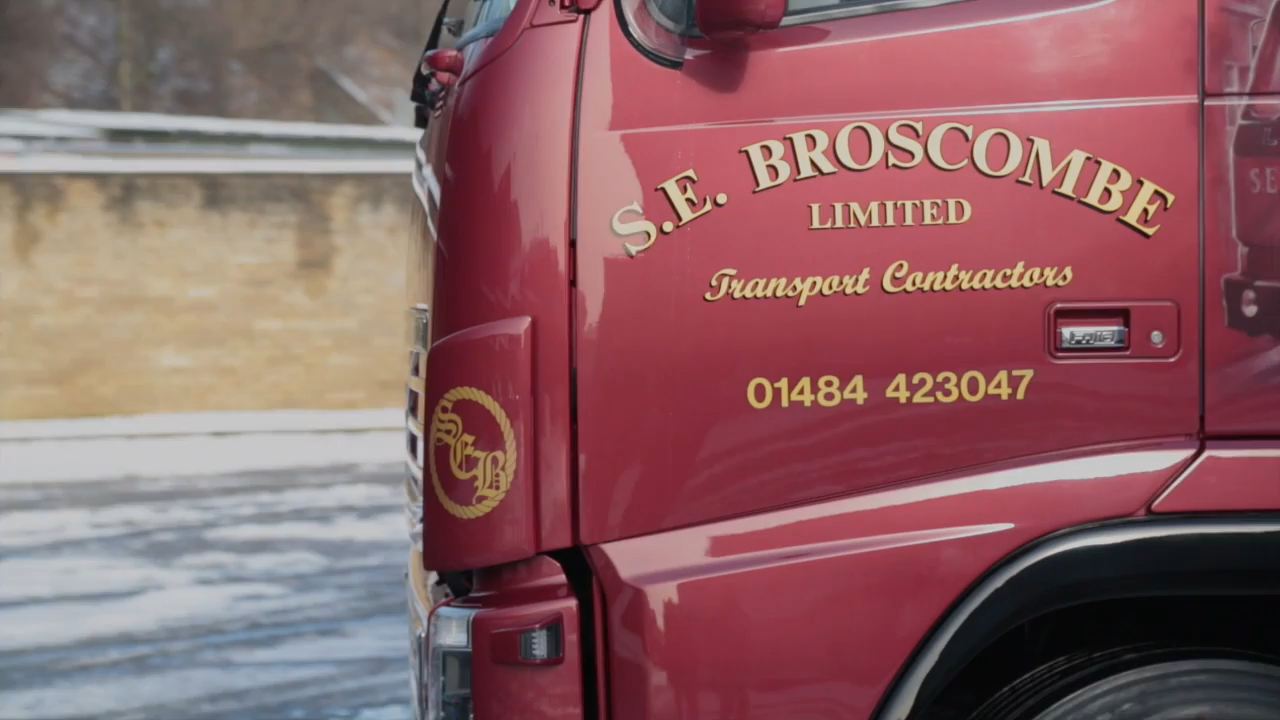 S.E. BROSCOMBE
LIMITED
Transport Contractors
01484 423047
SEB